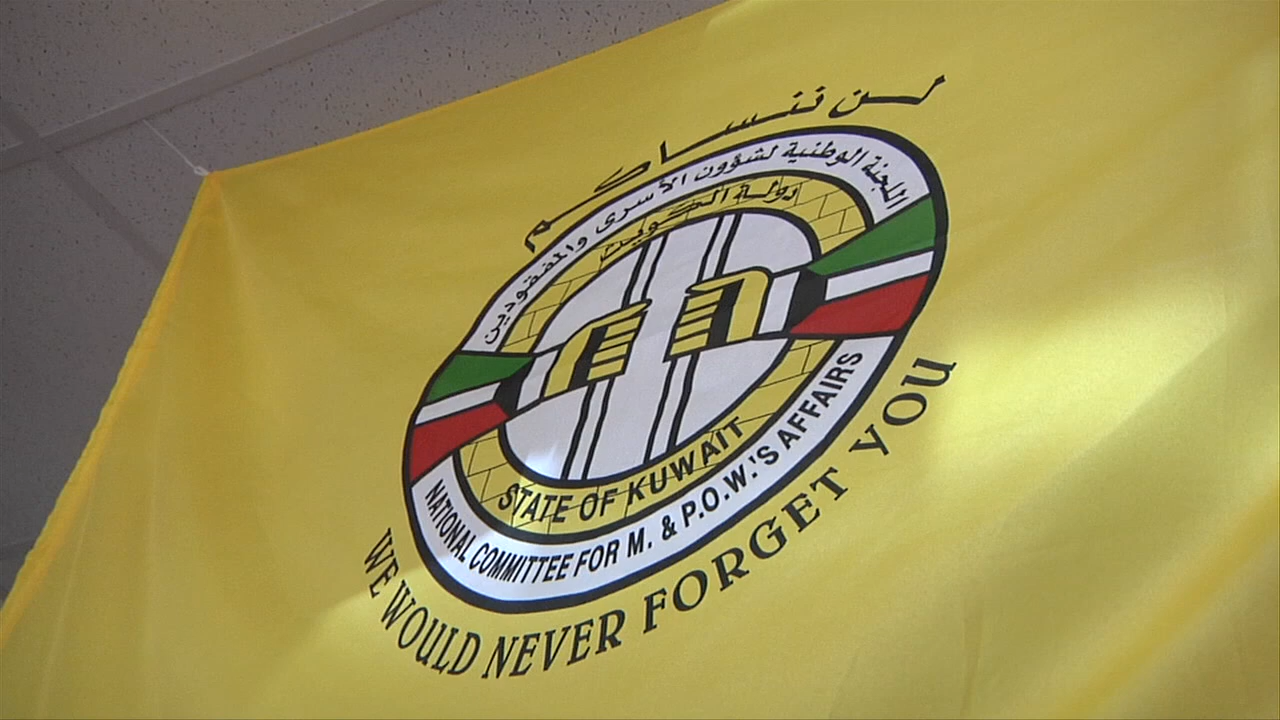 لن ننساكم
اللجنة الوطنية لشؤون الأسرى والمفقودين
دولة الكويت
STATE OF KUWAIT
NATIONAL COMMITTEE FOR M. & P.O.W.'S AFFAIRS
WE WOULD NEVER FORGET YOU